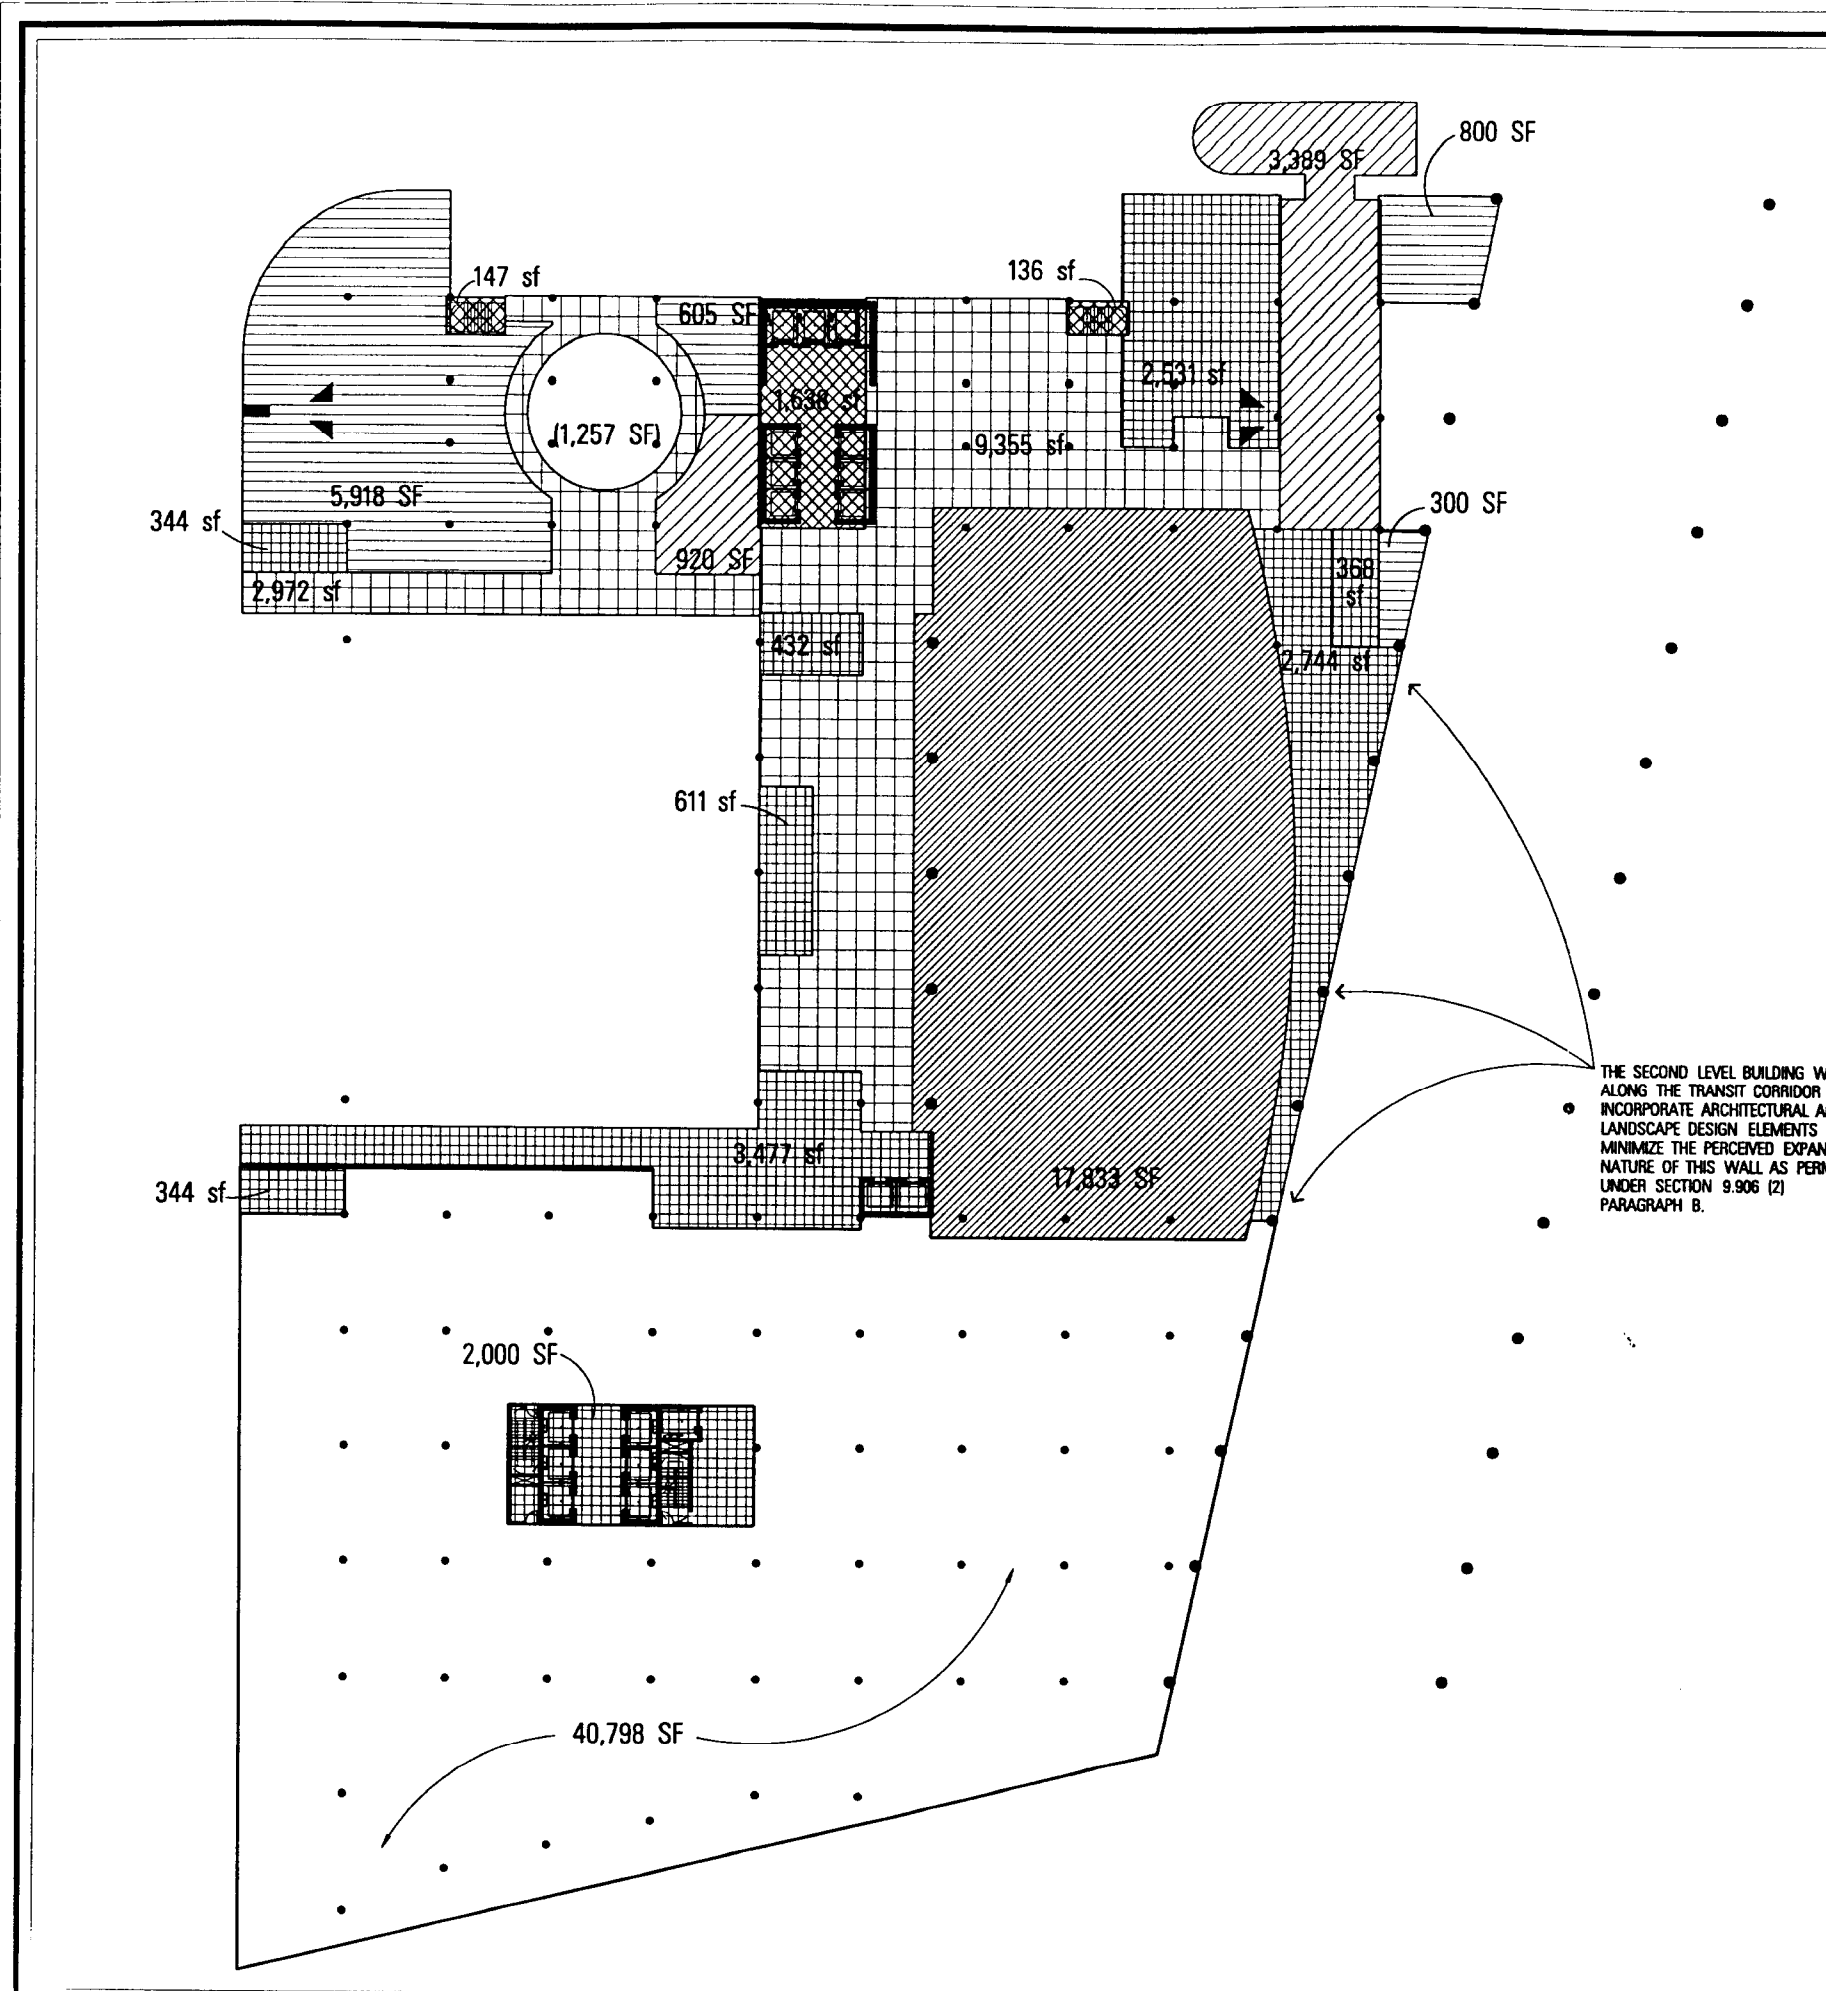 800 SF
3,389 SF
147 sf
136 sf
605 SF
2,531 sf
1,638 sf
(1,257 SF)
9,355 sf
5,918 SF
300 SF
344 sf
920 SF
368
sf
2,972 sf
432 sf
2,744 sf
611 sf
THE SECOND LEVEL BUILDING
ALONG THE TRANSIT CORRIDOR
INCORPORATE ARCHITECTURAL
LANDSCAPE DESIGN ELEMENTS
MINIMIZE THE PERCEIVED
NATURE OF THIS WALL AS
UNDER SECTION 9.906 (2)
PARAGRAPH B.
3,477 sf
17,833 SF
344 sf
2,000 SF
40,798 SF